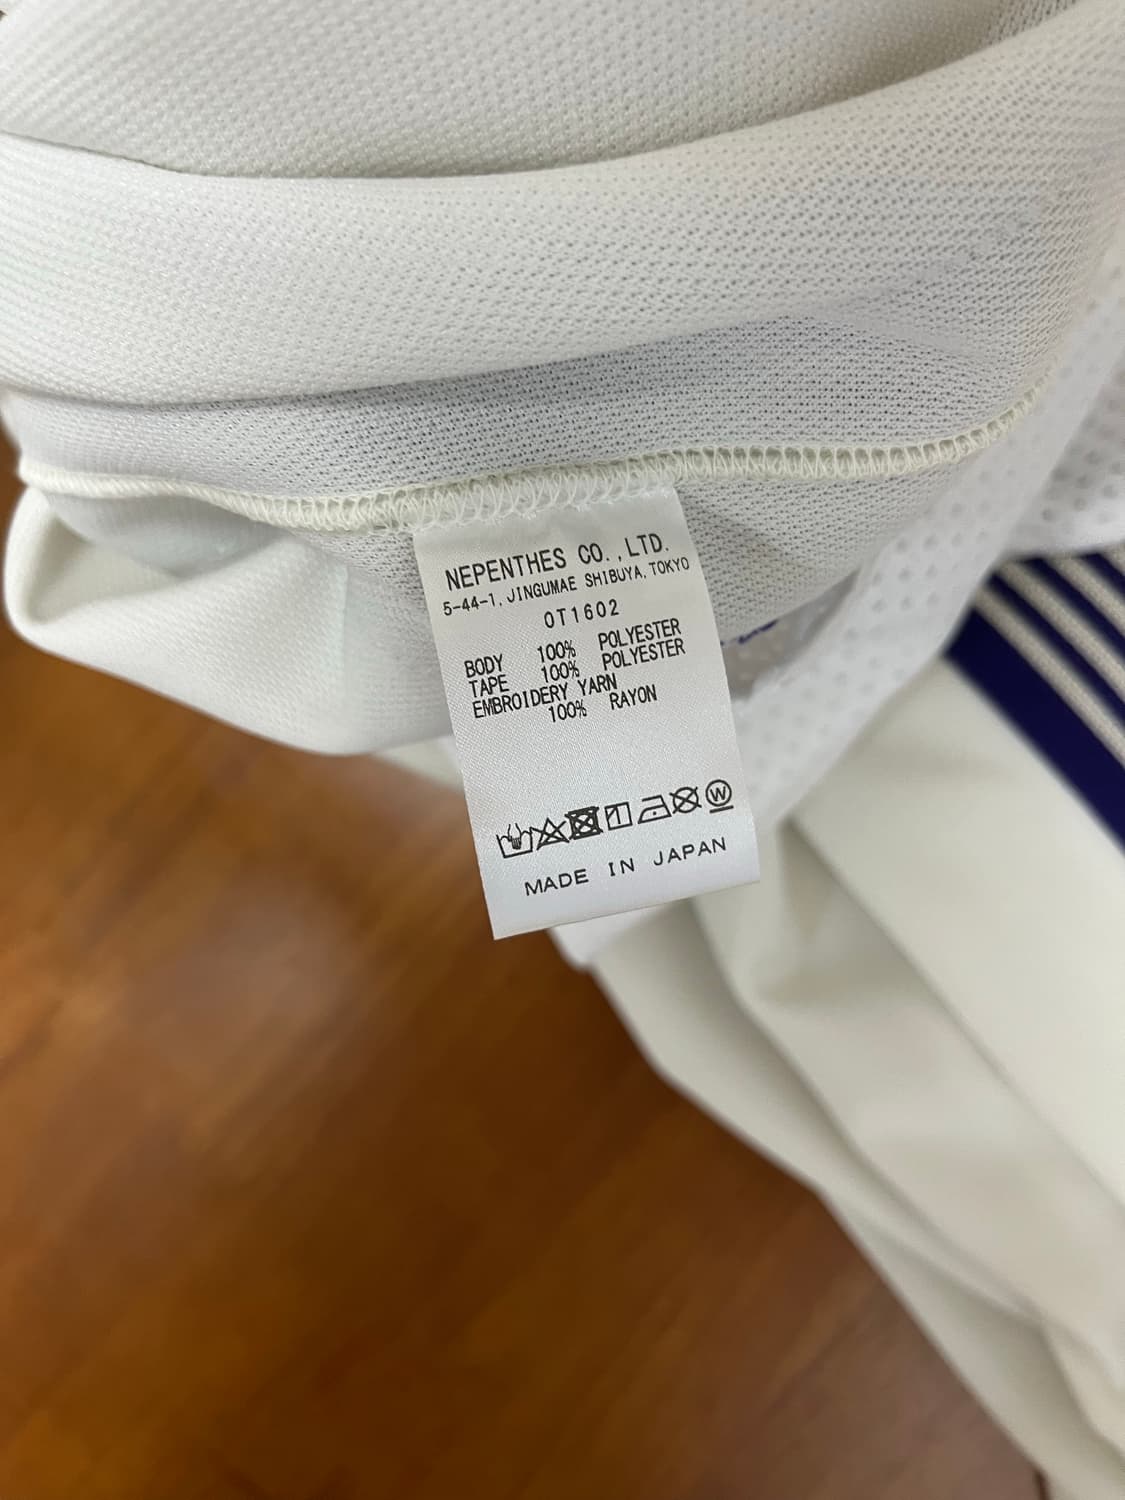 NEPENTHES CO.,LTD.
5-44-1, JINGUMAE SHIBUYA, TOKYO
OT1602
BODY 100% POLYESTER
TAPE 100% POLYESTER
EMBROIDERY YARN
100% RAYON
W
MADE IN JAPAN